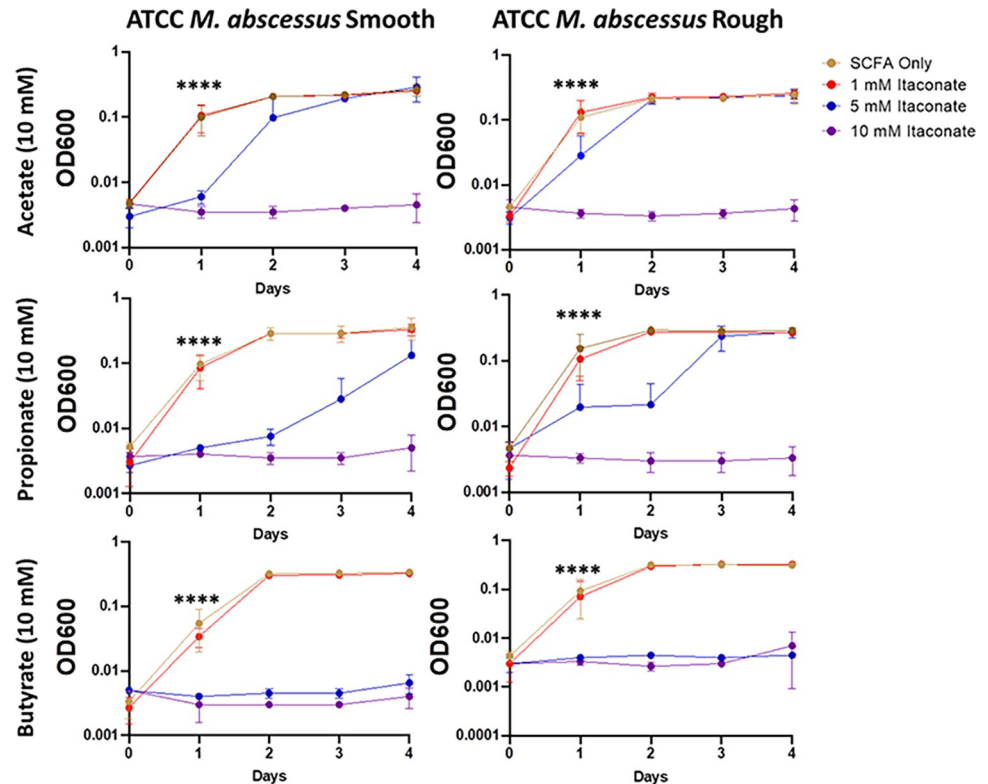 ATCC M. abscessus Smooth
ATCC M. abscessus Rough
SCFA Only
1 mM Itaconate
5 mM Itaconate
10 mM Itaconate
Acetate (10 mM)
OD600
1
0.1
0.01
0.001
****
0 1 2 3 4
Days
OD600
1
0.1
0.01
0.001
****
0 1 2 3 4
Days
Propionate (10 mM)
OD600
1
0.1
0.01
0.001
****
0 1 2 3 4
Days
OD600
1
0.1
0.01
0.001
****
0 1 2 3 4
Days
Butyrate (10 mM)
OD600
1
0.1
0.01
0.001
****
0 1 2 3 4
Days
OD600
1
0.1
0.01
0.001
0.0001
****
0 1 2 3 4
Days